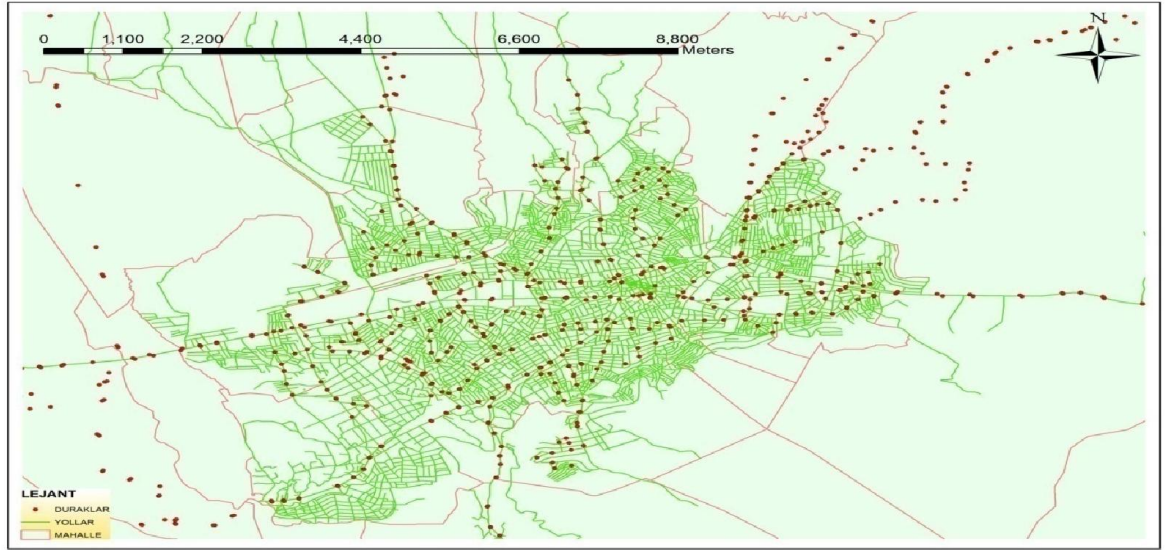 N
0 1,100 2,200 4,400 6,600 8,800
Meters
LEJANT
DURAKLAR
YOLLAR
MAHALLE